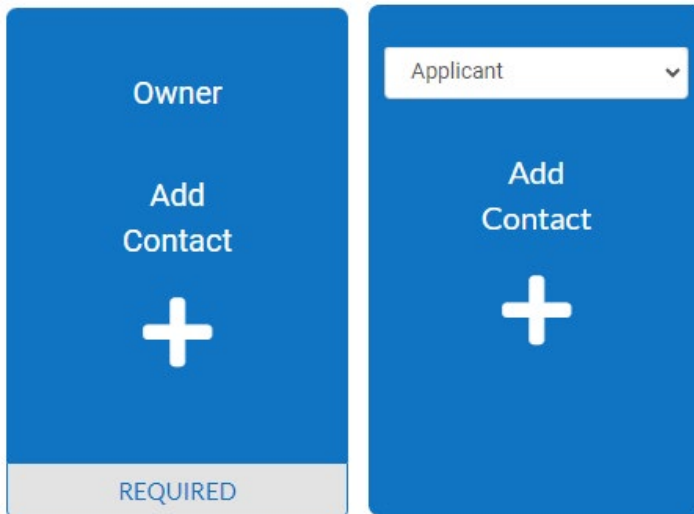 Owner
Add
Contact
REQUIRED
Applicant
Add
Contact